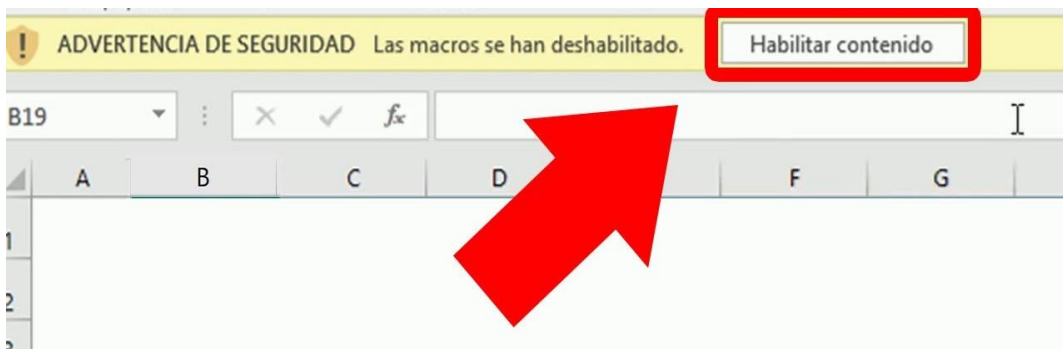 ADVERTENCIA DE SEGURIDAD Las macros se han deshabilitado. Habilitar contenido
B19 fx
A B C D F G
1
2